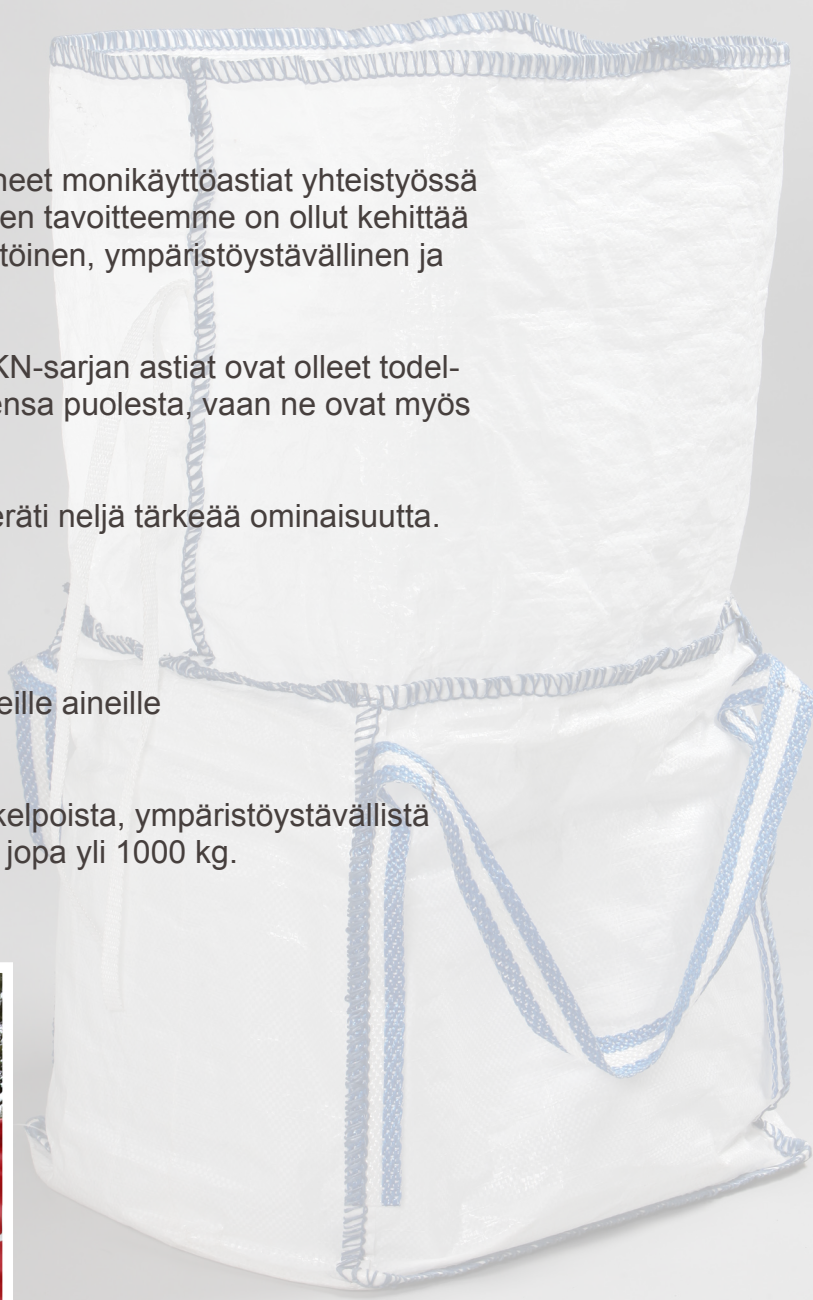 neet monikäyttöastiat yhteistyössä
en tavoitteemme on ollut kehittää
töinen, ympäristöystävällinen ja
KN-sarjan astiat ovat olleet todel-
ensa puolesta, vaan ne ovat myös
eräti neljä tärkeää ominaisuutta.
eille aineille
kelpoista, ympäristöystävällistä
jopa yli 1000 kg.